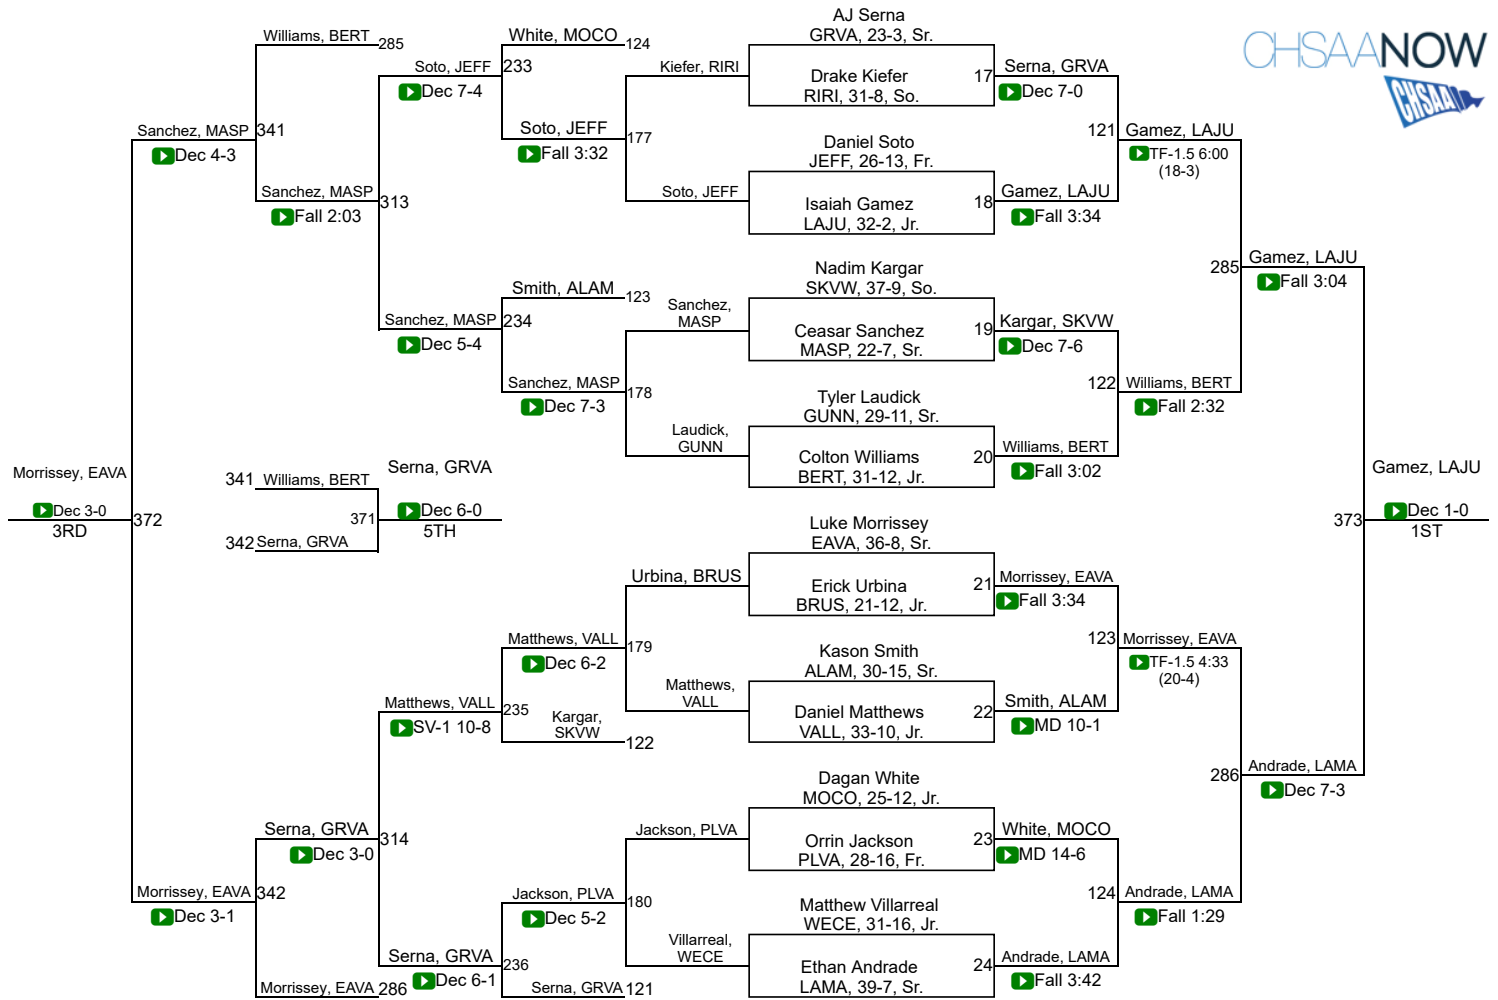 CHSAANOW
CHSAA
AJ Serna
GRVA, 23-3, Sr.
Drake Kiefer
RIRI, 31-8, So.
17
Daniel Soto
JEFF, 26-13, Fr.
Isaiah Gamez
LAJU, 32-2, Jr.
18
Nadim Kargar
SKVW, 37-9, So.
Ceasar Sanchez
MASP, 22-7, Sr.
19
Tyler Laudick
GUNN, 29-11, Sr.
Colton Williams
BERT, 31-12, Jr.
20
Luke Morrissey
EAVA, 36-8, Sr.
Erick Urbina
BRUS, 21-12, Jr.
21
Kason Smith
ALAM, 30-15, Sr.
Daniel Matthews
VALL, 33-10, Jr.
22
Dagan White
MOCO, 25-12, Jr.
Orrin Jackson
PLVA, 28-16, Fr.
23
Matthew Villarreal
WECE, 31-16, Jr.
Ethan Andrade
LAMA, 39-7, Sr.
24
Serna, GRVA
Dec 7-0
Gamez, LAJU
Fall 3:34
Kargar, SKVW
Dec 7-6
Williams, BERT
Fall 3:02
Morrissey, EAVA
Fall 3:34
Smith, ALAM
MD 10-1
White, MOCO
MD 14-6
Andrade, LAMA
Fall 3:42
121
Gamez, LAJU
TF-1.5 6:00
(18-3)
122
Williams, BERT
Fall 2:32
123
Morrissey, EAVA
TF-1.5 4:33
(20-4)
124
Andrade, LAMA
Fall 1:29
285
Gamez, LAJU
Fall 3:04
286
Andrade, LAMA
Dec 7-3
Gamez, LAJU
373
Dec 1-0
1ST
Kiefer, RIRI
177
Soto, JEFF
Sanchez,
MASP
178
Laudick,
GUNN
Urbina, BRUS
179
Matthews,
VALL
Jackson, PLVA
180
Villarreal,
WECE
White, MOCO
124
233
Soto, JEFF
Fall 3:32
Smith, ALAM
123
234
Sanchez, MASP
Dec 7-3
Matthews, VALL
Dec 6-2
235
Kargar,
SKVW
122
Jackson, PLVA
Dec 5-2
236
Serna, GRVA
121
Soto, JEFF
Dec 7-4
313
Sanchez, MASP
Dec 5-4
Matthews, VALL
SV-1 10-8
314
Serna, GRVA
Dec 6-1
Williams, BERT
285
341
Sanchez, MASP
Fall 2:03
Serna, GRVA
Dec 3-0
342
Morrissey, EAVA
286
Sanchez, MASP
Dec 4-3
372
Morrissey, EAVA
Dec 3-1
Morrissey, EAVA
Dec 3-0
3RD
341
Williams, BERT
371
342
Serna, GRVA
Serna, GRVA
Dec 6-0
5TH